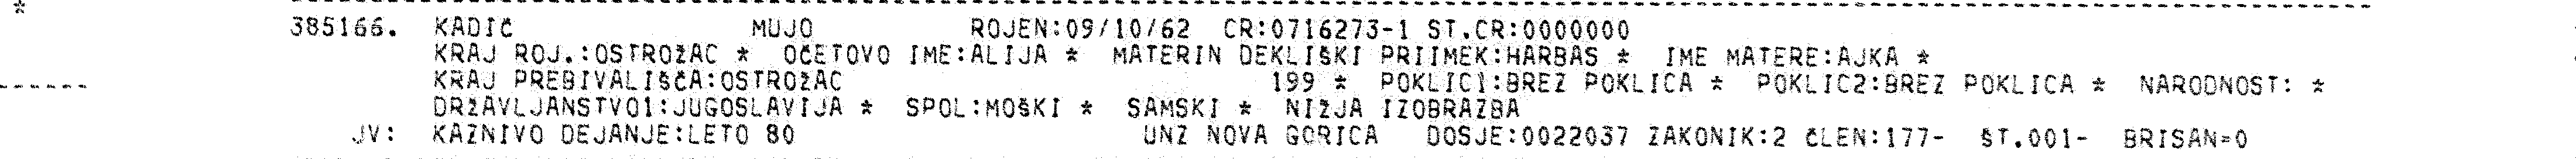 385166. KADIČ MUJO ROJEN:09/10/62 CR:0716273-1 ST.CR:0000000
KRAJ ROJ.:OSTROŽAC * OČETOVO IME:ALIJA * MATERIN DEKLIŠKI PRIIMEK:HARBAS * IME MATERE:AJKA *
KRAJ PREBIVALIŠČA:OSTROŽAC 199 * POKLIC1:BREZ POKLICA * POKLIC2:BREZ POKLICA * NARODNOST: *
DRŽAVLJANSTVO1:JUGOSLAVIJA * SPOL:MOŠKI * SAMSKI * NIŽJA IZOBRAZBA
JV: KAZNIVO DEJANJE:LETO 80 UNZ NOVA GORICA DOSJE:0022037 ZAKONIK:2 ČLEN:177- ŠT.001- BRISAN=0